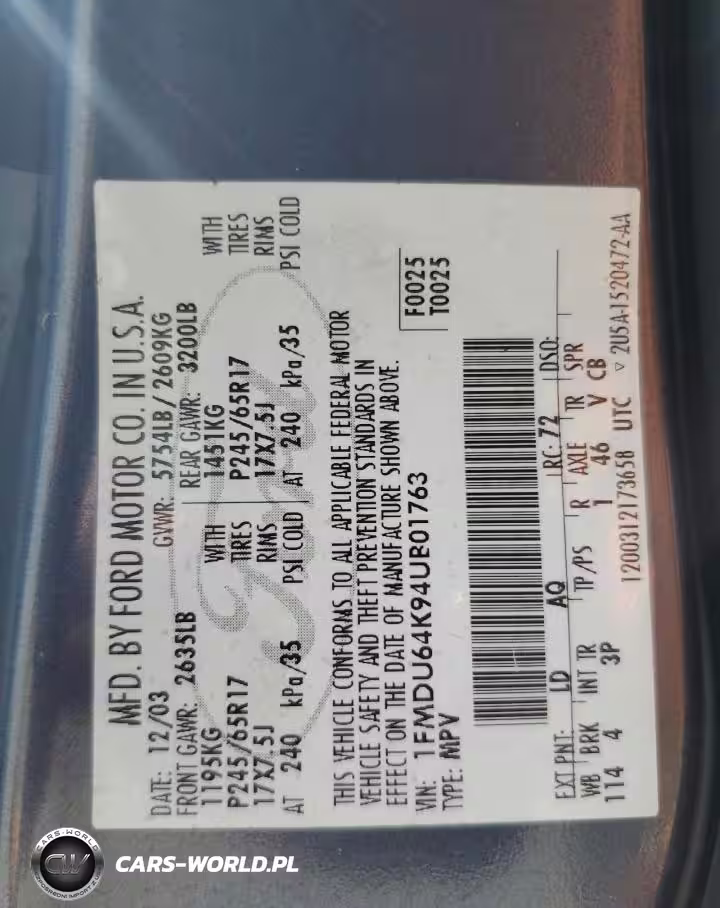 MFD. BY FORD MOTOR CO. IN U.S.A.
DATE: 12/03 GVWR: 5754LB/2609KG
FRONT GAWR: 2635LB REAR GAWR: 3200LB
1195KG WITH 1451KG WITH
P245/65R17 TIRES P245/65R17 TIRES
17X7.5J RIMS 17X7.5J RIMS
AT 240 kPa/35 PSI COLD AT 240 kPa/35 PSI COLD
Ford
THIS VEHICLE CONFORMS TO ALL APPLICABLE FEDERAL MOTOR
VEHICLE SAFETY AND THEFT PREVENTION STANDARDS IN
EFFECT ON THE DATE OF MANUFACTURE SHOWN ABOVE.
VIN: 1FMDU64K94UB01763
TYPE: MPV
F0025
T0025
EXT PNT: LD AQ RC: 72 DSO:
WB BRK INT TR TP/PS R AXLE TR SPR
114 4 3P 1 46 V CB
1200312173658 UTC ▽ 2U5A-1520472-AA
CARS-WORLD
CW
CARS-WORLD.PL